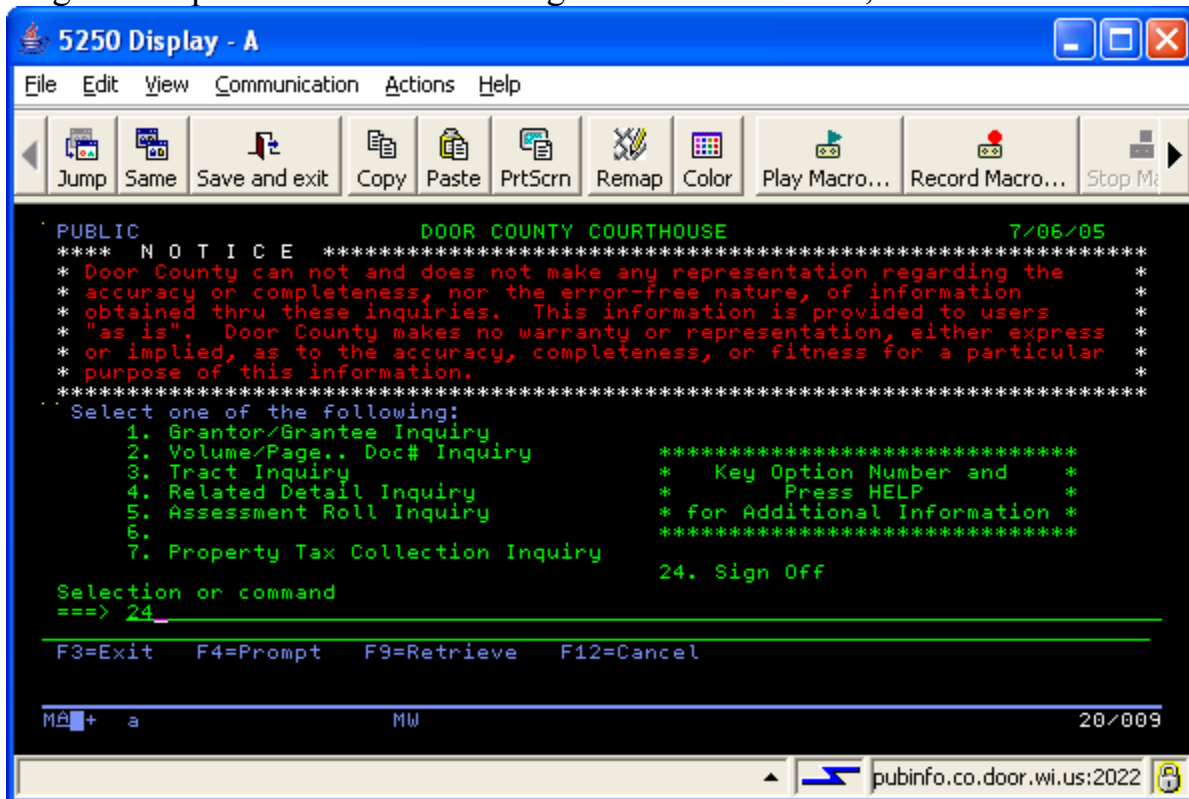 5250 Display - A
File Edit View Communication Actions Help
Jump Same Save and exit Copy Paste PrtScrn Remap Color Play Macro... Record Macro... Stop
PUBLIC DOOR COUNTY COURTHOUSE 7/06/05
**** N O T I C E *******************************************************
* Door County can not and does not make any representation regarding the *
* accuracy or completeness, nor the error-free nature, of information *
* obtained thru these inquiries. This information is provided to users *
* "as is". Door County makes no warranty or representation, either express *
* or implied, as to the accuracy, completeness, or fitness for a particular *
* purpose of this information. *
******************************************************************************
Select one of the following:
1. Grantor/Grantee Inquiry
2. Volume/Page.. Doc# Inquiry ******************************
3. Tract Inquiry * Key Option Number and *
4. Related Detail Inquiry * Press HELP *
5. Assessment Roll Inquiry * for Additional Information *
6. ******************************
7. Property Tax Collection Inquiry
24. Sign Off
Selection or command
===> 24
F3=Exit F4=Prompt F9=Retrieve F12=Cancel
MA + a MW 20/009
pubinfo.co.door.wi.us:2022